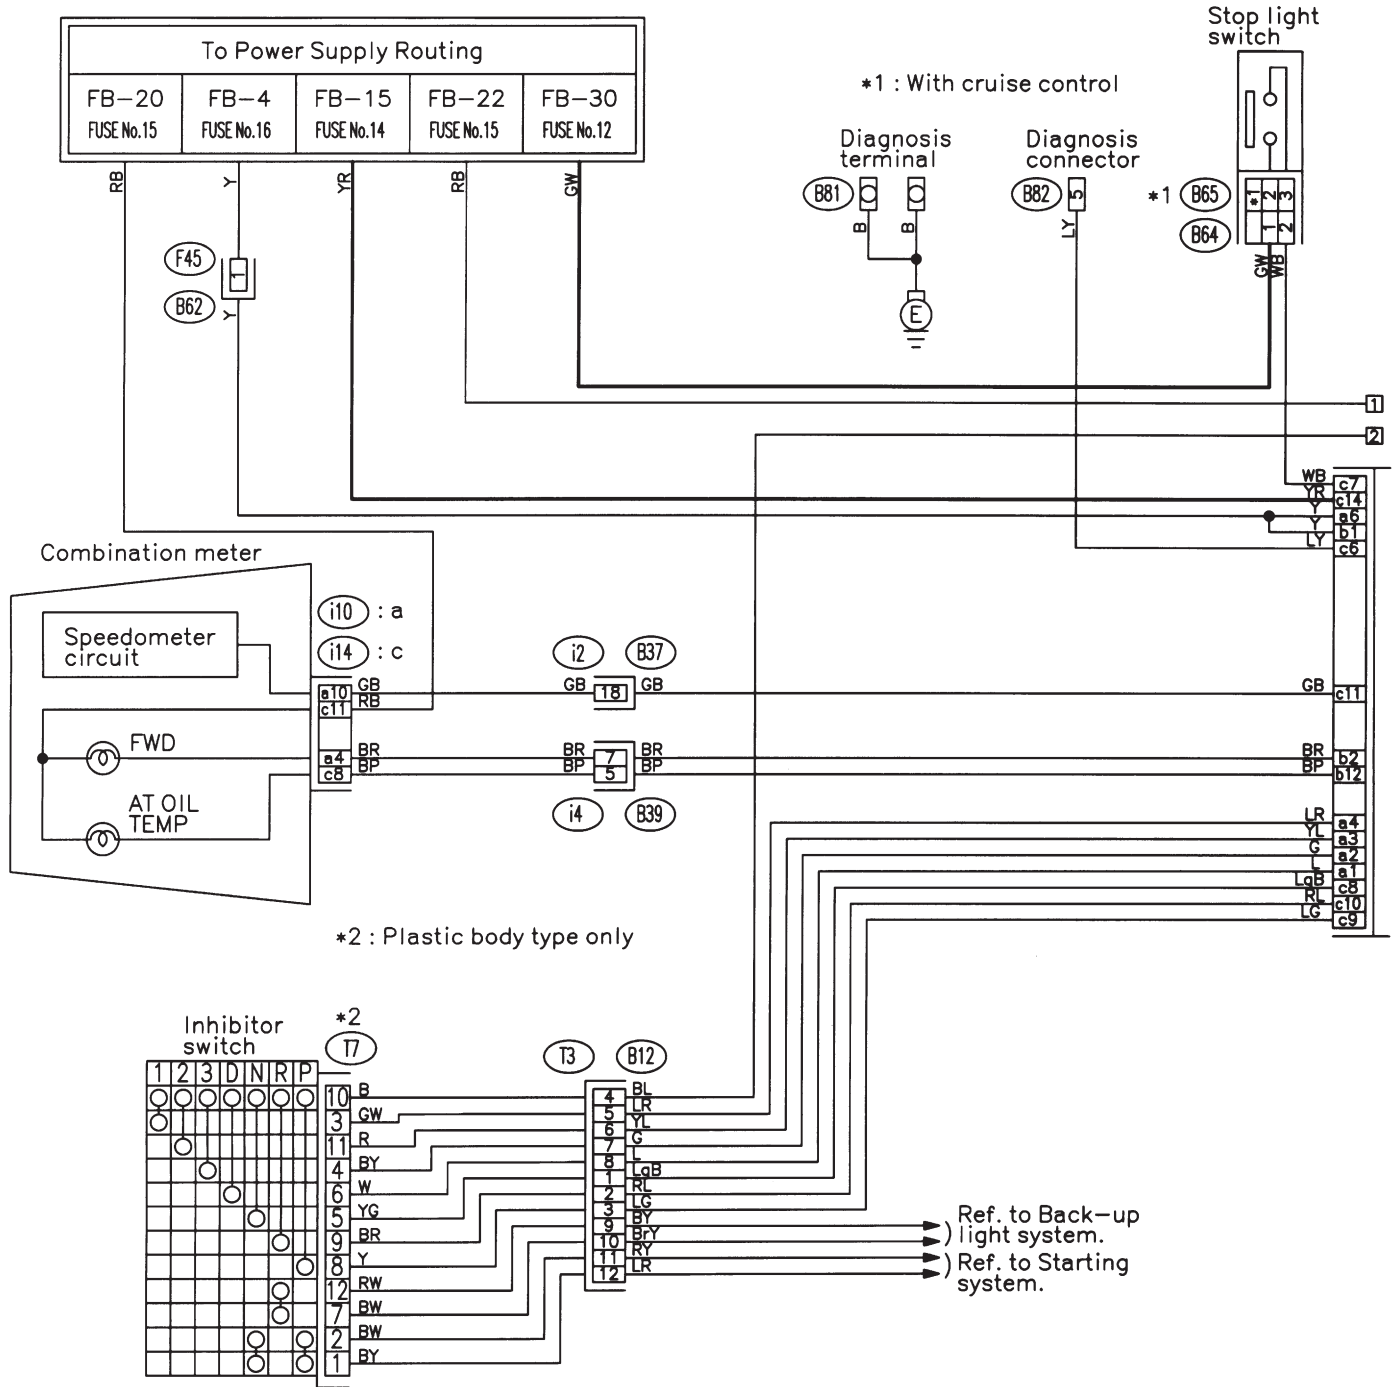 Stop light
switch
To Power Supply Routing
FB-20 FB-4 FB-15 FB-22 FB-30
FUSE No.15 FUSE No.16 FUSE No.14 FUSE No.15 FUSE No.12
*1 : With cruise control
Diagnosis
terminal
Diagnosis
connector
RB Y YR RB GW
B81 B82 5 *1 B65 *1 2 3
B B LY B64 1 2
GW WB
F45
1
B62
Y
E
1
2
WB c7
YR c14
Y a6
Y b1
LY c6
Combination meter
i10 : a
Speedometer
circuit
i14 : c
i2 B37
a10 GB GB 18 GB GB c11
c11 RB
FWD
a4 BR BR 7 BR BR b2
c8 BP BP 5 BP BP b12
AT OIL
TEMP
i4 B39
LR a4
YL a3
G a2
L a1
LgB c8
RL c10
LG c9
*2 : Plastic body type only
*2
Inhibitor
switch
T7
T3 B12
1 2 3 D N R P
10 B 4 BL
3 GW 5 LR
11 R 6 YL
4 BY 7 G
6 W 8 L
5 YG 1 LgB
9 BR 2 RL
8 Y 3 LG
12 RW 9 BY
7 BW 10 BrY
2 BW 11 RY
1 BY 12 LR
Ref. to Back-up
light system.
Ref. to Starting
system.